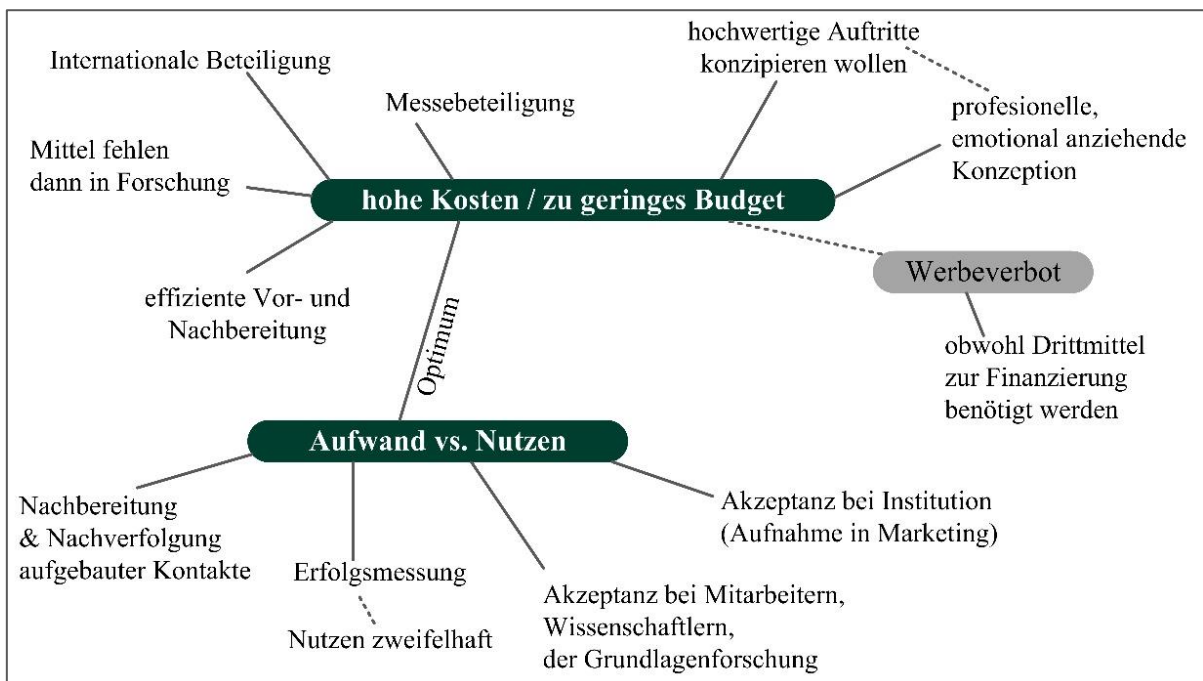 Internationale Beteiligung
Messebeteiligung
hochwertige Auftritte
konzipieren wollen
professionelle,
emotional anziehende
Konzeption
Mittel fehlen
dann in Forschung
hohe Kosten / zu geringes Budget
Werbeverbot
effiziente Vor- und
Nachbereitung
Optimum
obwohl Drittmittel
zur Finanzierung
benötigt werden
Aufwand vs. Nutzen
Nachbereitung
& Nachverfolgung
aufgebauter Kontakte
Erfolgsmessung
Nutzen zweifelhaft
Akzeptanz bei Mitarbeitern,
Wissenschaftlern,
der Grundlagenforschung
Akzeptanz bei Institution
(Aufnahme in Marketing)